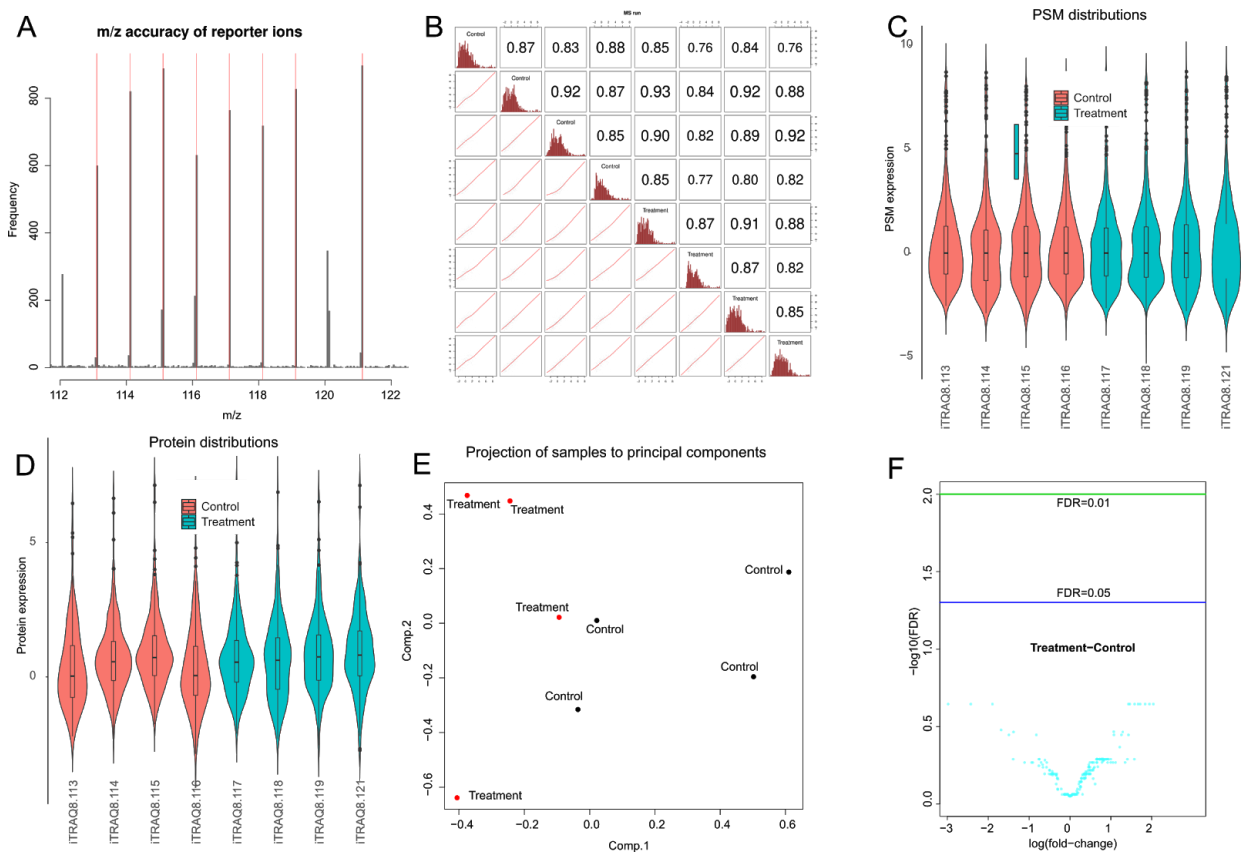 A
m/z accuracy of reporter ions
Frequency
800
600
400
200
0
112
114
116
118
120
122
m/z
B
MS run
Control
0.87
0.83
0.88
0.85
0.76
0.84
0.76
Control
0.92
0.87
0.93
0.84
0.92
0.88
Control
0.85
0.90
0.82
0.89
0.92
Control
0.85
0.77
0.80
0.82
Treatment
0.87
0.91
0.88
Treatment
0.87
0.82
Treatment
0.85
Treatment
C
PSM distributions
PSM expression
10
5
0
−5
Control
Treatment
iTRAQ8.113
iTRAQ8.114
iTRAQ8.115
iTRAQ8.116
iTRAQ8.117
iTRAQ8.118
iTRAQ8.119
iTRAQ8.121
D
Protein distributions
Protein expression
5
0
Control
Treatment
iTRAQ8.113
iTRAQ8.114
iTRAQ8.115
iTRAQ8.116
iTRAQ8.117
iTRAQ8.118
iTRAQ8.119
iTRAQ8.121
E
Projection of samples to principal components
Comp.2
0.4
0.2
0.0
−0.2
−0.4
−0.6
Treatment
Treatment
Control
Treatment
Control
Control
Control
Treatment
−0.4
−0.2
0.0
0.2
0.4
0.6
Comp.1
F
−log10(FDR)
2.0
1.5
1.0
0.5
0.0
FDR=0.01
FDR=0.05
Treatment−Control
−3
−2
−1
0
1
2
log(fold−change)